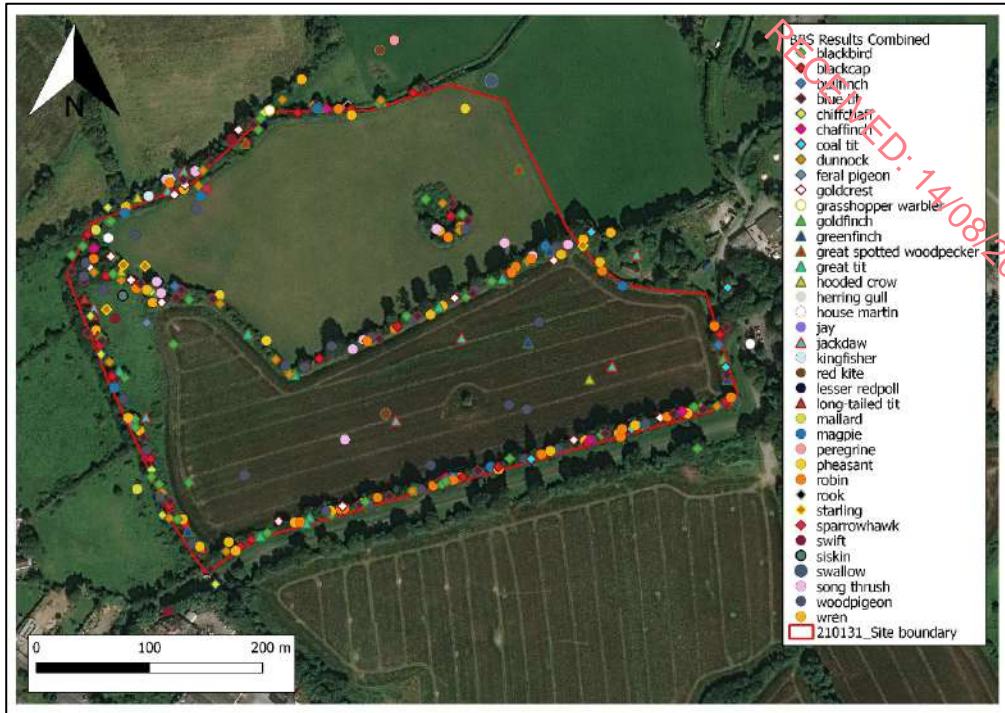 N
BBS Results Combined
blackbird
blackcap
bullfinch
blue tit
chiffchaff
chaffinch
coal tit
dunnock
feral pigeon
goldcrest
grasshopper warbler
goldfinch
greenfinch
great spotted woodpecker
great tit
hooded crow
herring gull
house martin
jay
jackdaw
kingfisher
red kite
lesser redpoll
long-tailed tit
mallard
magpie
peregrine
pheasant
robin
rook
starling
sparrowhawk
swift
siskin
swallow
song thrush
woodpigeon
wren
210131_Site boundary
RECEIVED: 14/08/20
0 100 200 m